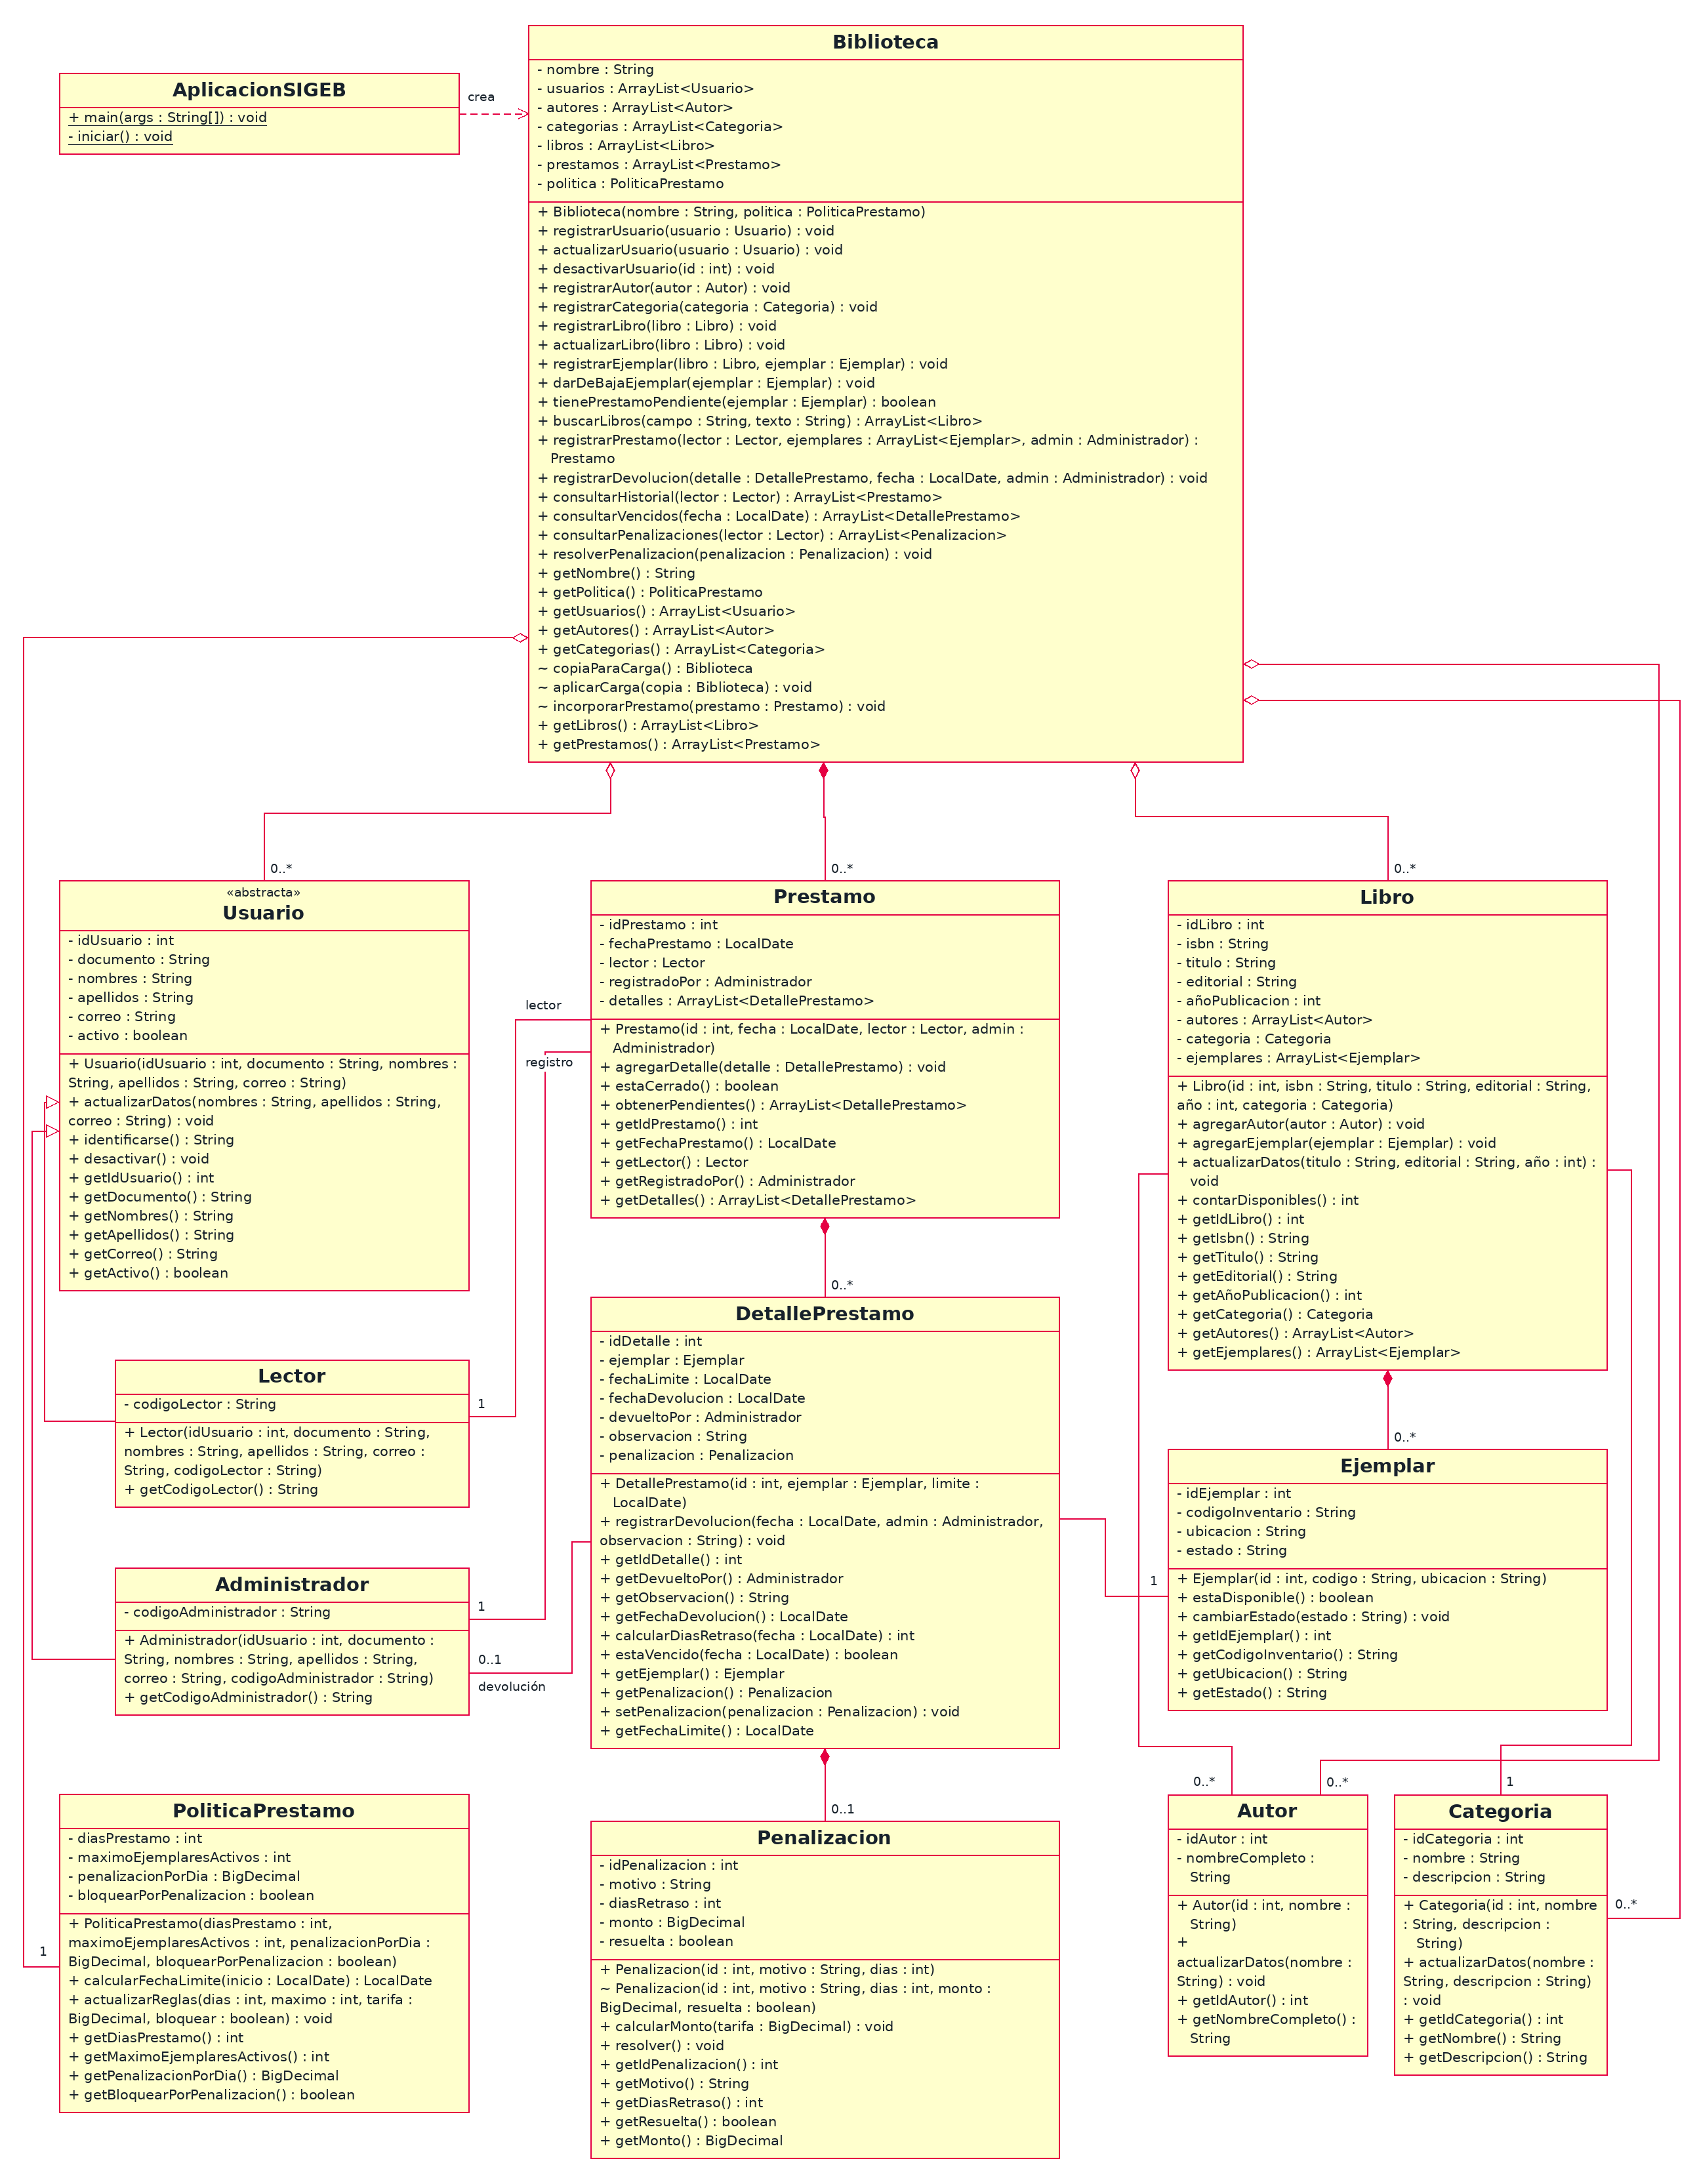 Biblioteca
- nombre : String
- usuarios : ArrayList<Usuario>
- autores : ArrayList<Autor>
- categorias : ArrayList<Categoria>
- libros : ArrayList<Libro>
- prestamos : ArrayList<Prestamo>
- politica : PoliticaPrestamo
+ Biblioteca(nombre : String, politica : PoliticaPrestamo)
+ registrarUsuario(usuario : Usuario) : void
+ actualizarUsuario(usuario : Usuario) : void
+ desactivarUsuario(id : int) : void
+ registrarAutor(autor : Autor) : void
+ registrarCategoria(categoria : Categoria) : void
+ registrarLibro(libro : Libro) : void
+ actualizarLibro(libro : Libro) : void
+ registrarEjemplar(libro : Libro, ejemplar : Ejemplar) : void
+ darDeBajaEjemplar(ejemplar : Ejemplar) : void
+ tienePrestamoPendiente(ejemplar : Ejemplar) : boolean
+ buscarLibros(campo : String, texto : String) : ArrayList<Libro>
+ registrarPrestamo(lector : Lector, ejemplares : ArrayList<Ejemplar>, admin : Administrador) :
Prestamo
+ registrarDevolucion(detalle : DetallePrestamo, fecha : LocalDate, admin : Administrador) : void
+ consultarHistorial(lector : Lector) : ArrayList<Prestamo>
+ consultarVencidos(fecha : LocalDate) : ArrayList<DetallePrestamo>
+ consultarPenalizaciones(lector : Lector) : ArrayList<Penalizacion>
+ resolverPenalizacion(penalizacion : Penalizacion) : void
+ getNombre() : String
+ getPolitica() : PoliticaPrestamo
+ getUsuarios() : ArrayList<Usuario>
+ getAutores() : ArrayList<Autor>
+ getCategorias() : ArrayList<Categoria>
~ copiaParaCarga() : Biblioteca
~ aplicarCarga(copia : Biblioteca) : void
~ incorporarPrestamo(prestamo : Prestamo) : void
+ getLibros() : ArrayList<Libro>
+ getPrestamos() : ArrayList<Prestamo>
AplicacionSIGEB
+ main(args : String[]) : void
- iniciar() : void
crea
0..*
0..*
0..*
«abstracta»
Usuario
- idUsuario : int
- documento : String
- nombres : String
- apellidos : String
- correo : String
- activo : boolean
+ Usuario(idUsuario : int, documento : String, nombres :
String, apellidos : String, correo : String)
+ actualizarDatos(nombres : String, apellidos : String,
correo : String) : void
+ identificarse() : String
+ desactivar() : void
+ getIdUsuario() : int
+ getDocumento() : String
+ getNombres() : String
+ getApellidos() : String
+ getCorreo() : String
+ getActivo() : boolean
lector
registro
Prestamo
- idPrestamo : int
- fechaPrestamo : LocalDate
- lector : Lector
- registradoPor : Administrador
- detalles : ArrayList<DetallePrestamo>
+ Prestamo(id : int, fecha : LocalDate, lector : Lector, admin :
Administrador)
+ agregarDetalle(detalle : DetallePrestamo) : void
+ estaCerrado() : boolean
+ obtenerPendientes() : ArrayList<DetallePrestamo>
+ getIdPrestamo() : int
+ getFechaPrestamo() : LocalDate
+ getLector() : Lector
+ getRegistradoPor() : Administrador
+ getDetalles() : ArrayList<DetallePrestamo>
0..*
Libro
- idLibro : int
- isbn : String
- titulo : String
- editorial : String
- añoPublicacion : int
- autores : ArrayList<Autor>
- categoria : Categoria
- ejemplares : ArrayList<Ejemplar>
+ Libro(id : int, isbn : String, titulo : String, editorial : String,
año : int, categoria : Categoria)
+ agregarAutor(autor : Autor) : void
+ agregarEjemplar(ejemplar : Ejemplar) : void
+ actualizarDatos(titulo : String, editorial : String, año : int) :
void
+ contarDisponibles() : int
+ getIdLibro() : int
+ getIsbn() : String
+ getTitulo() : String
+ getEditorial() : String
+ getAñoPublicacion() : int
+ getCategoria() : Categoria
+ getAutores() : ArrayList<Autor>
+ getEjemplares() : ArrayList<Ejemplar>
0..*
Lector
- codigoLector : String
+ Lector(idUsuario : int, documento : String,
nombres : String, apellidos : String, correo :
String, codigoLector : String)
+ getCodigoLector() : String
1
DetallePrestamo
- idDetalle : int
- ejemplar : Ejemplar
- fechaLimite : LocalDate
- fechaDevolucion : LocalDate
- devueltoPor : Administrador
- observacion : String
- penalizacion : Penalizacion
+ DetallePrestamo(id : int, ejemplar : Ejemplar, limite :
LocalDate)
+ registrarDevolucion(fecha : LocalDate, admin : Administrador,
observacion : String) : void
+ getIdDetalle() : int
+ getDevueltoPor() : Administrador
+ getObservacion() : String
+ getFechaDevolucion() : LocalDate
+ calcularDiasRetraso(fecha : LocalDate) : int
+ estaVencido(fecha : LocalDate) : boolean
+ getEjemplar() : Ejemplar
+ getPenalizacion() : Penalizacion
+ setPenalizacion(penalizacion : Penalizacion) : void
+ getFechaLimite() : LocalDate
0..1
Ejemplar
- idEjemplar : int
- codigoInventario : String
- ubicacion : String
- estado : String
+ Ejemplar(id : int, codigo : String, ubicacion : String)
+ estaDisponible() : boolean
+ cambiarEstado(estado : String) : void
+ getIdEjemplar() : int
+ getCodigoInventario() : String
+ getUbicacion() : String
+ getEstado() : String
1
Administrador
- codigoAdministrador : String
+ Administrador(idUsuario : int, documento :
String, nombres : String, apellidos : String,
correo : String, codigoAdministrador : String)
+ getCodigoAdministrador() : String
1
0..1
devolución
PoliticaPrestamo
- diasPrestamo : int
- maximoEjemplaresActivos : int
- penalizacionPorDia : BigDecimal
- bloquearPorPenalizacion : boolean
+ PoliticaPrestamo(diasPrestamo : int,
maximoEjemplaresActivos : int, penalizacionPorDia :
BigDecimal, bloquearPorPenalizacion : boolean)
+ calcularFechaLimite(inicio : LocalDate) : LocalDate
+ actualizarReglas(dias : int, maximo : int, tarifa :
BigDecimal, bloquear : boolean) : void
+ getDiasPrestamo() : int
+ getMaximoEjemplaresActivos() : int
+ getPenalizacionPorDia() : BigDecimal
+ getBloquearPorPenalizacion() : boolean
1
Penalizacion
- idPenalizacion : int
- motivo : String
- diasRetraso : int
- monto : BigDecimal
- resuelta : boolean
+ Penalizacion(id : int, motivo : String, dias : int)
~ Penalizacion(id : int, motivo : String, dias : int, monto :
BigDecimal, resuelta : boolean)
+ calcularMonto(tarifa : BigDecimal) : void
+ resolver() : void
+ getIdPenalizacion() : int
+ getMotivo() : String
+ getDiasRetraso() : int
+ getResuelta() : boolean
+ getMonto() : BigDecimal
0..*
0..*
1
Autor
- idAutor : int
- nombreCompleto :
String
+ Autor(id : int, nombre :
String)
+
actualizarDatos(nombre :
String) : void
+ getIdAutor() : int
+ getNombreCompleto() :
String
Categoria
- idCategoria : int
- nombre : String
- descripcion : String
+ Categoria(id : int, nombre
: String, descripcion :
String)
+ actualizarDatos(nombre :
String, descripcion : String)
: void
+ getIdCategoria() : int
+ getNombre() : String
+ getDescripcion() : String
0..*